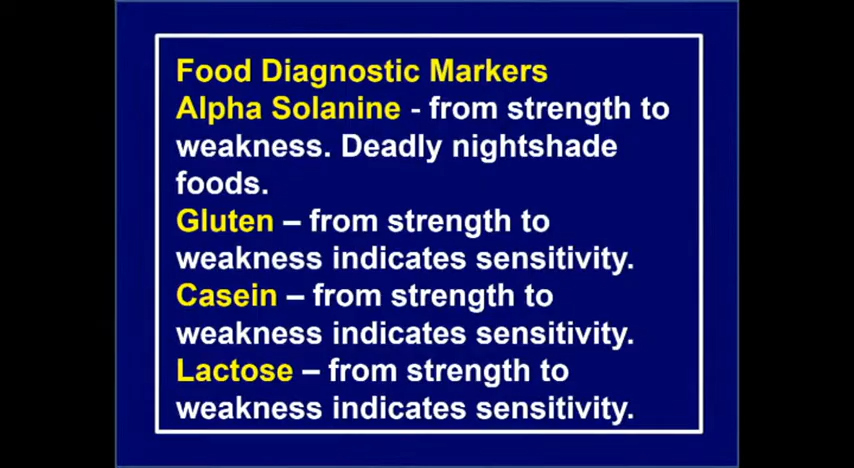 Food Diagnostic Markers
Alpha Solanine - from strength to
weakness. Deadly nightshade
foods.
Gluten – from strength to
weakness indicates sensitivity.
Casein – from strength to
weakness indicates sensitivity.
Lactose – from strength to
weakness indicates sensitivity.